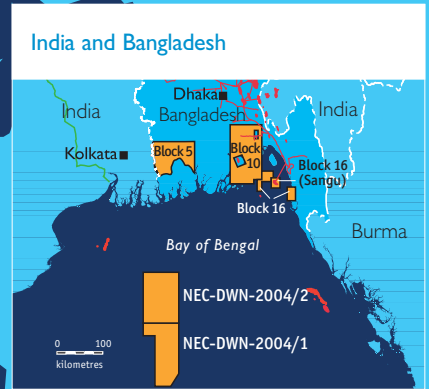 India and Bangladesh
Dhaka
India
Bangladesh
India
Kolkata
Block 5
Block
10
Block 16
(Sangu)
Block 16
Burma
Bay of Bengal
NEC-DWN-2004/2
NEC-DWN-2004/1
0 100
kilometres